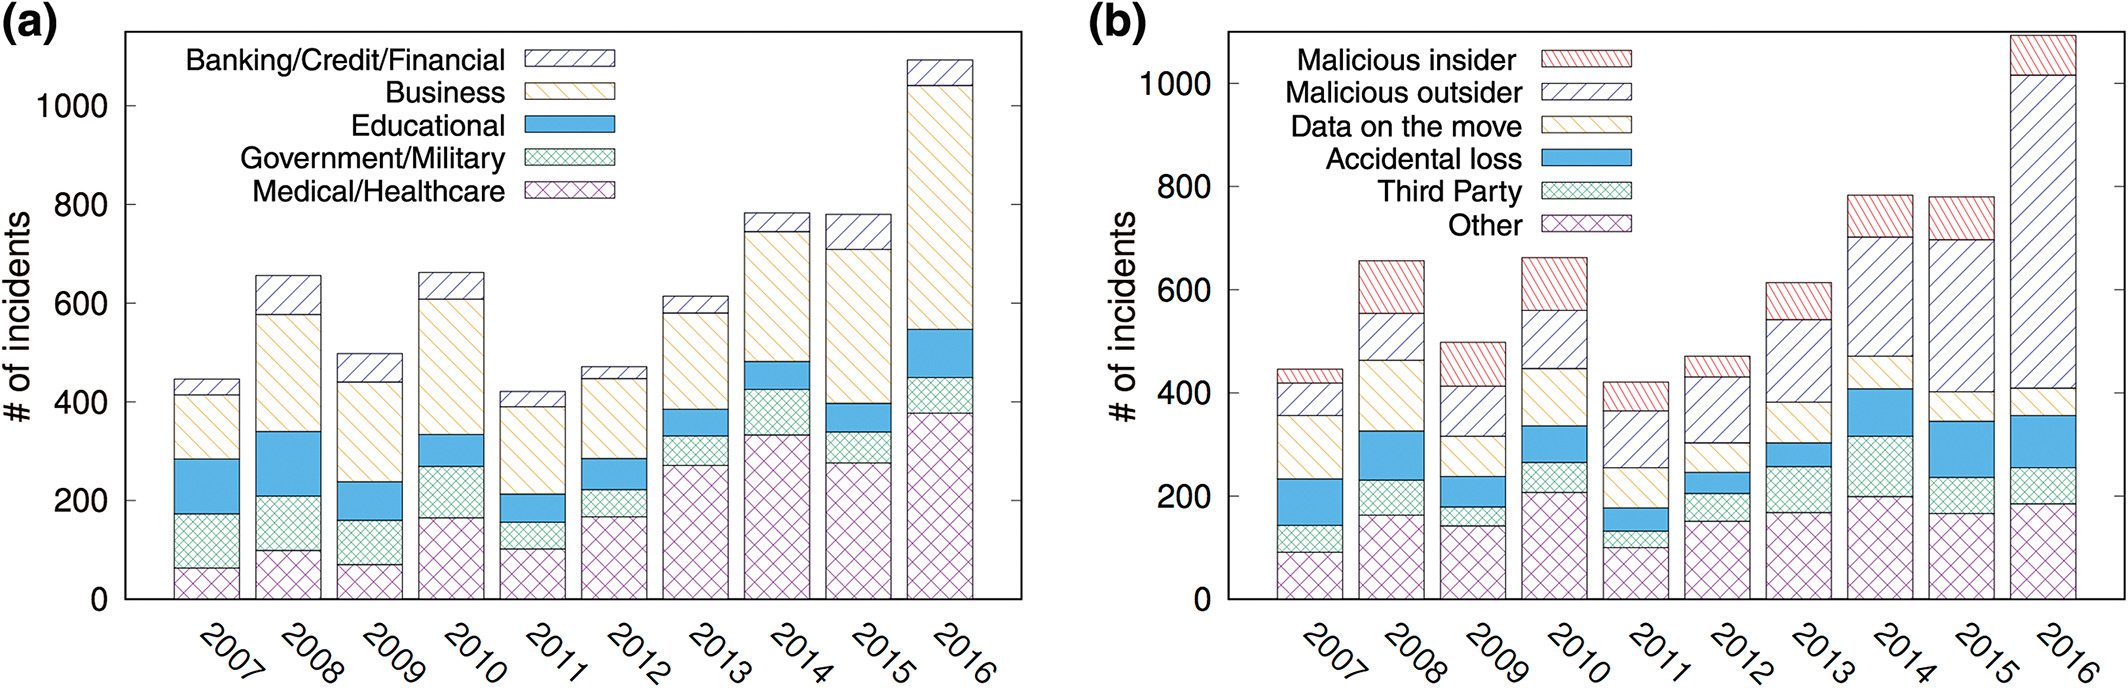 (a)
Banking/Credit/Financial
Business
Educational
Government/Military
Medical/Healthcare
# of incidents
1000
800
600
400
200
0
2007
2008
2009
2010
2011
2012
2013
2014
2015
2016
(b)
Malicious insider
Malicious outsider
Data on the move
Accidental loss
Third Party
Other
# of incidents
1000
800
600
400
200
0
2007
2008
2009
2010
2011
2012
2013
2014
2015
2016